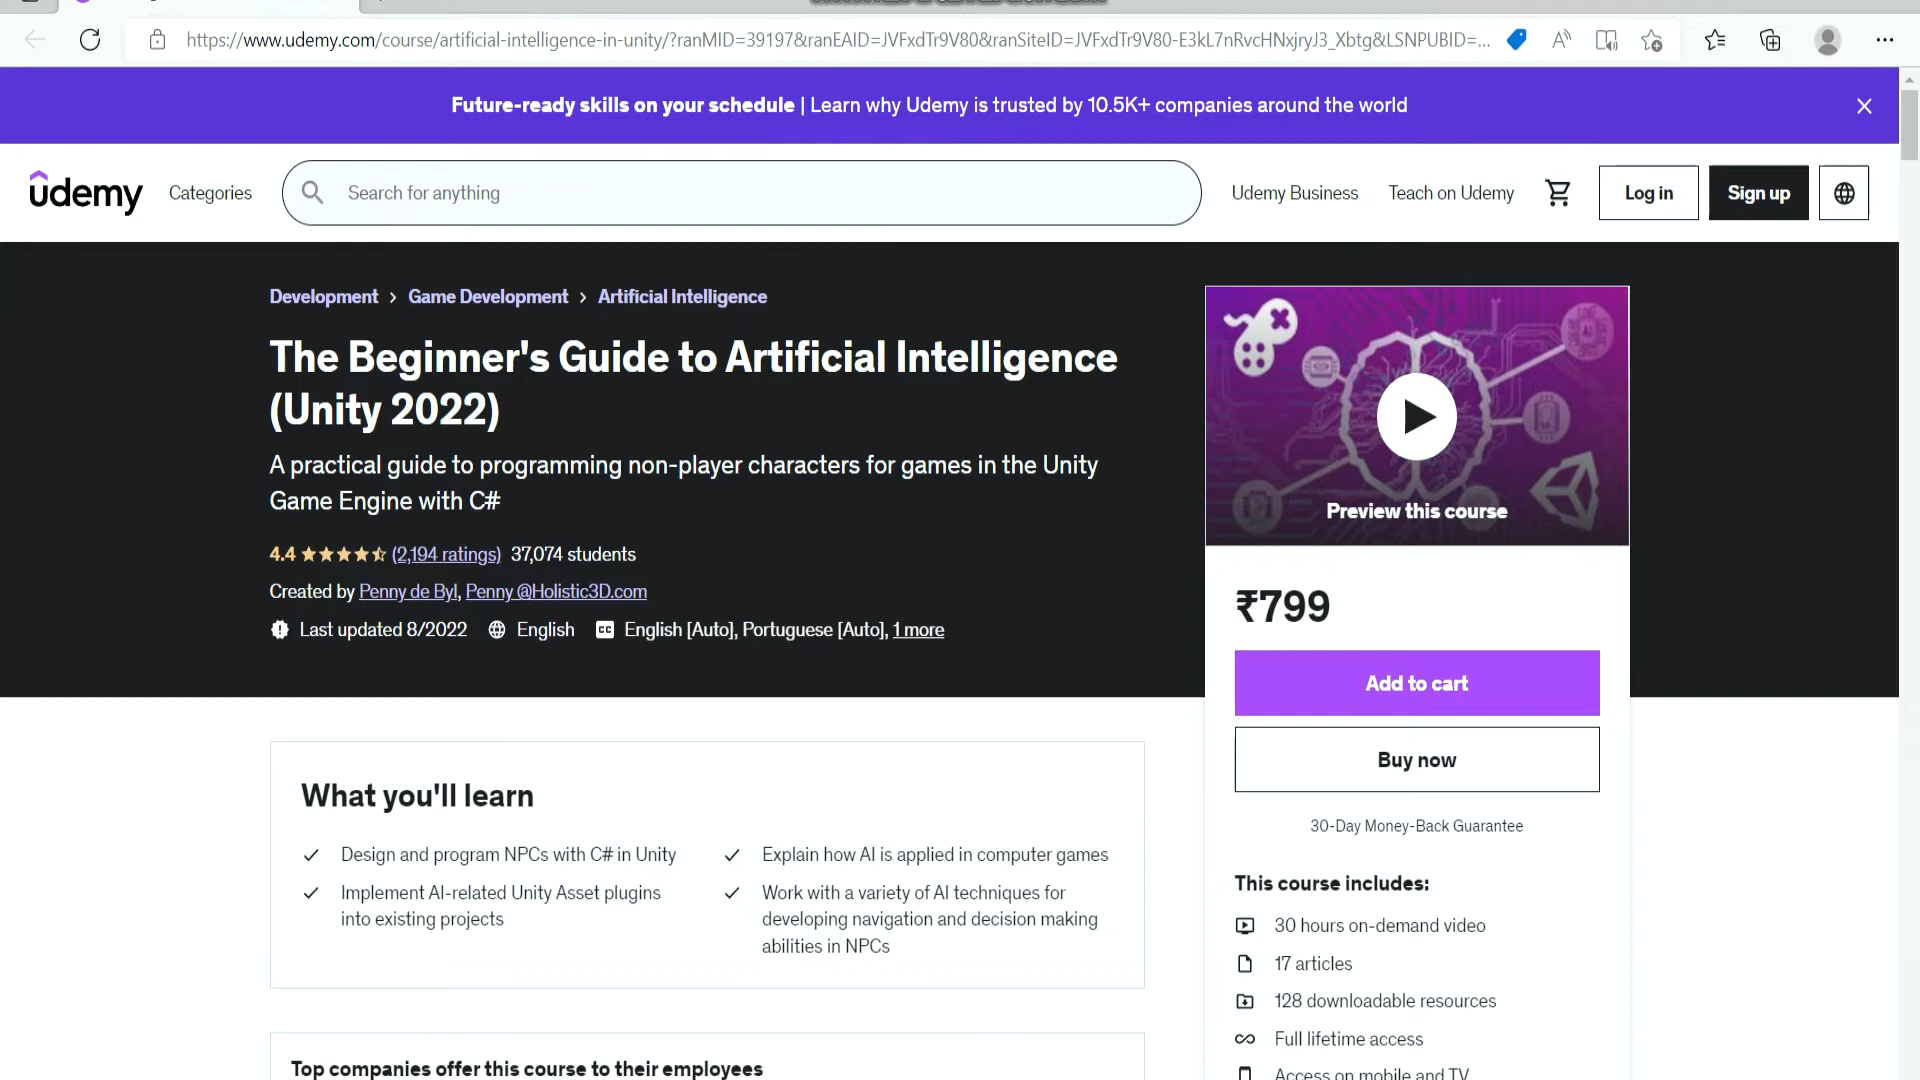 https://www.udemy.com/course/artificial-intelligence-in-unity/?ranMID=39197&ranEAID=JVFxdTr9V80&ranSiteID=JVFxdTr9V80-E3kL7nRvcHNxjryJ3_Xbtg&LSNPUBID=...
Future-ready skills on your schedule | Learn why Udemy is trusted by 10.5K+ companies around the world
udemy Categories Search for anything Udemy Business Teach on Udemy Log in Sign up
Development > Game Development > Artificial Intelligence
The Beginner's Guide to Artificial Intelligence
(Unity 2022)
A practical guide to programming non-player characters for games in the Unity
Game Engine with C#
4.4 (2,194 ratings) 37,074 students
Created by Penny de Byl, Penny @Holistic3D.com
Last updated 8/2022 English CC English [Auto], Portuguese [Auto], 1 more
AI
Preview this course
₹799
Add to cart
Buy now
30-Day Money-Back Guarantee
This course includes:
30 hours on-demand video
17 articles
128 downloadable resources
Full lifetime access
Access on mobile and TV
What you'll learn
Design and program NPCs with C# in Unity
Implement AI-related Unity Asset plugins
into existing projects
Explain how AI is applied in computer games
Work with a variety of AI techniques for
developing navigation and decision making
abilities in NPCs
Top companies offer this course to their employees